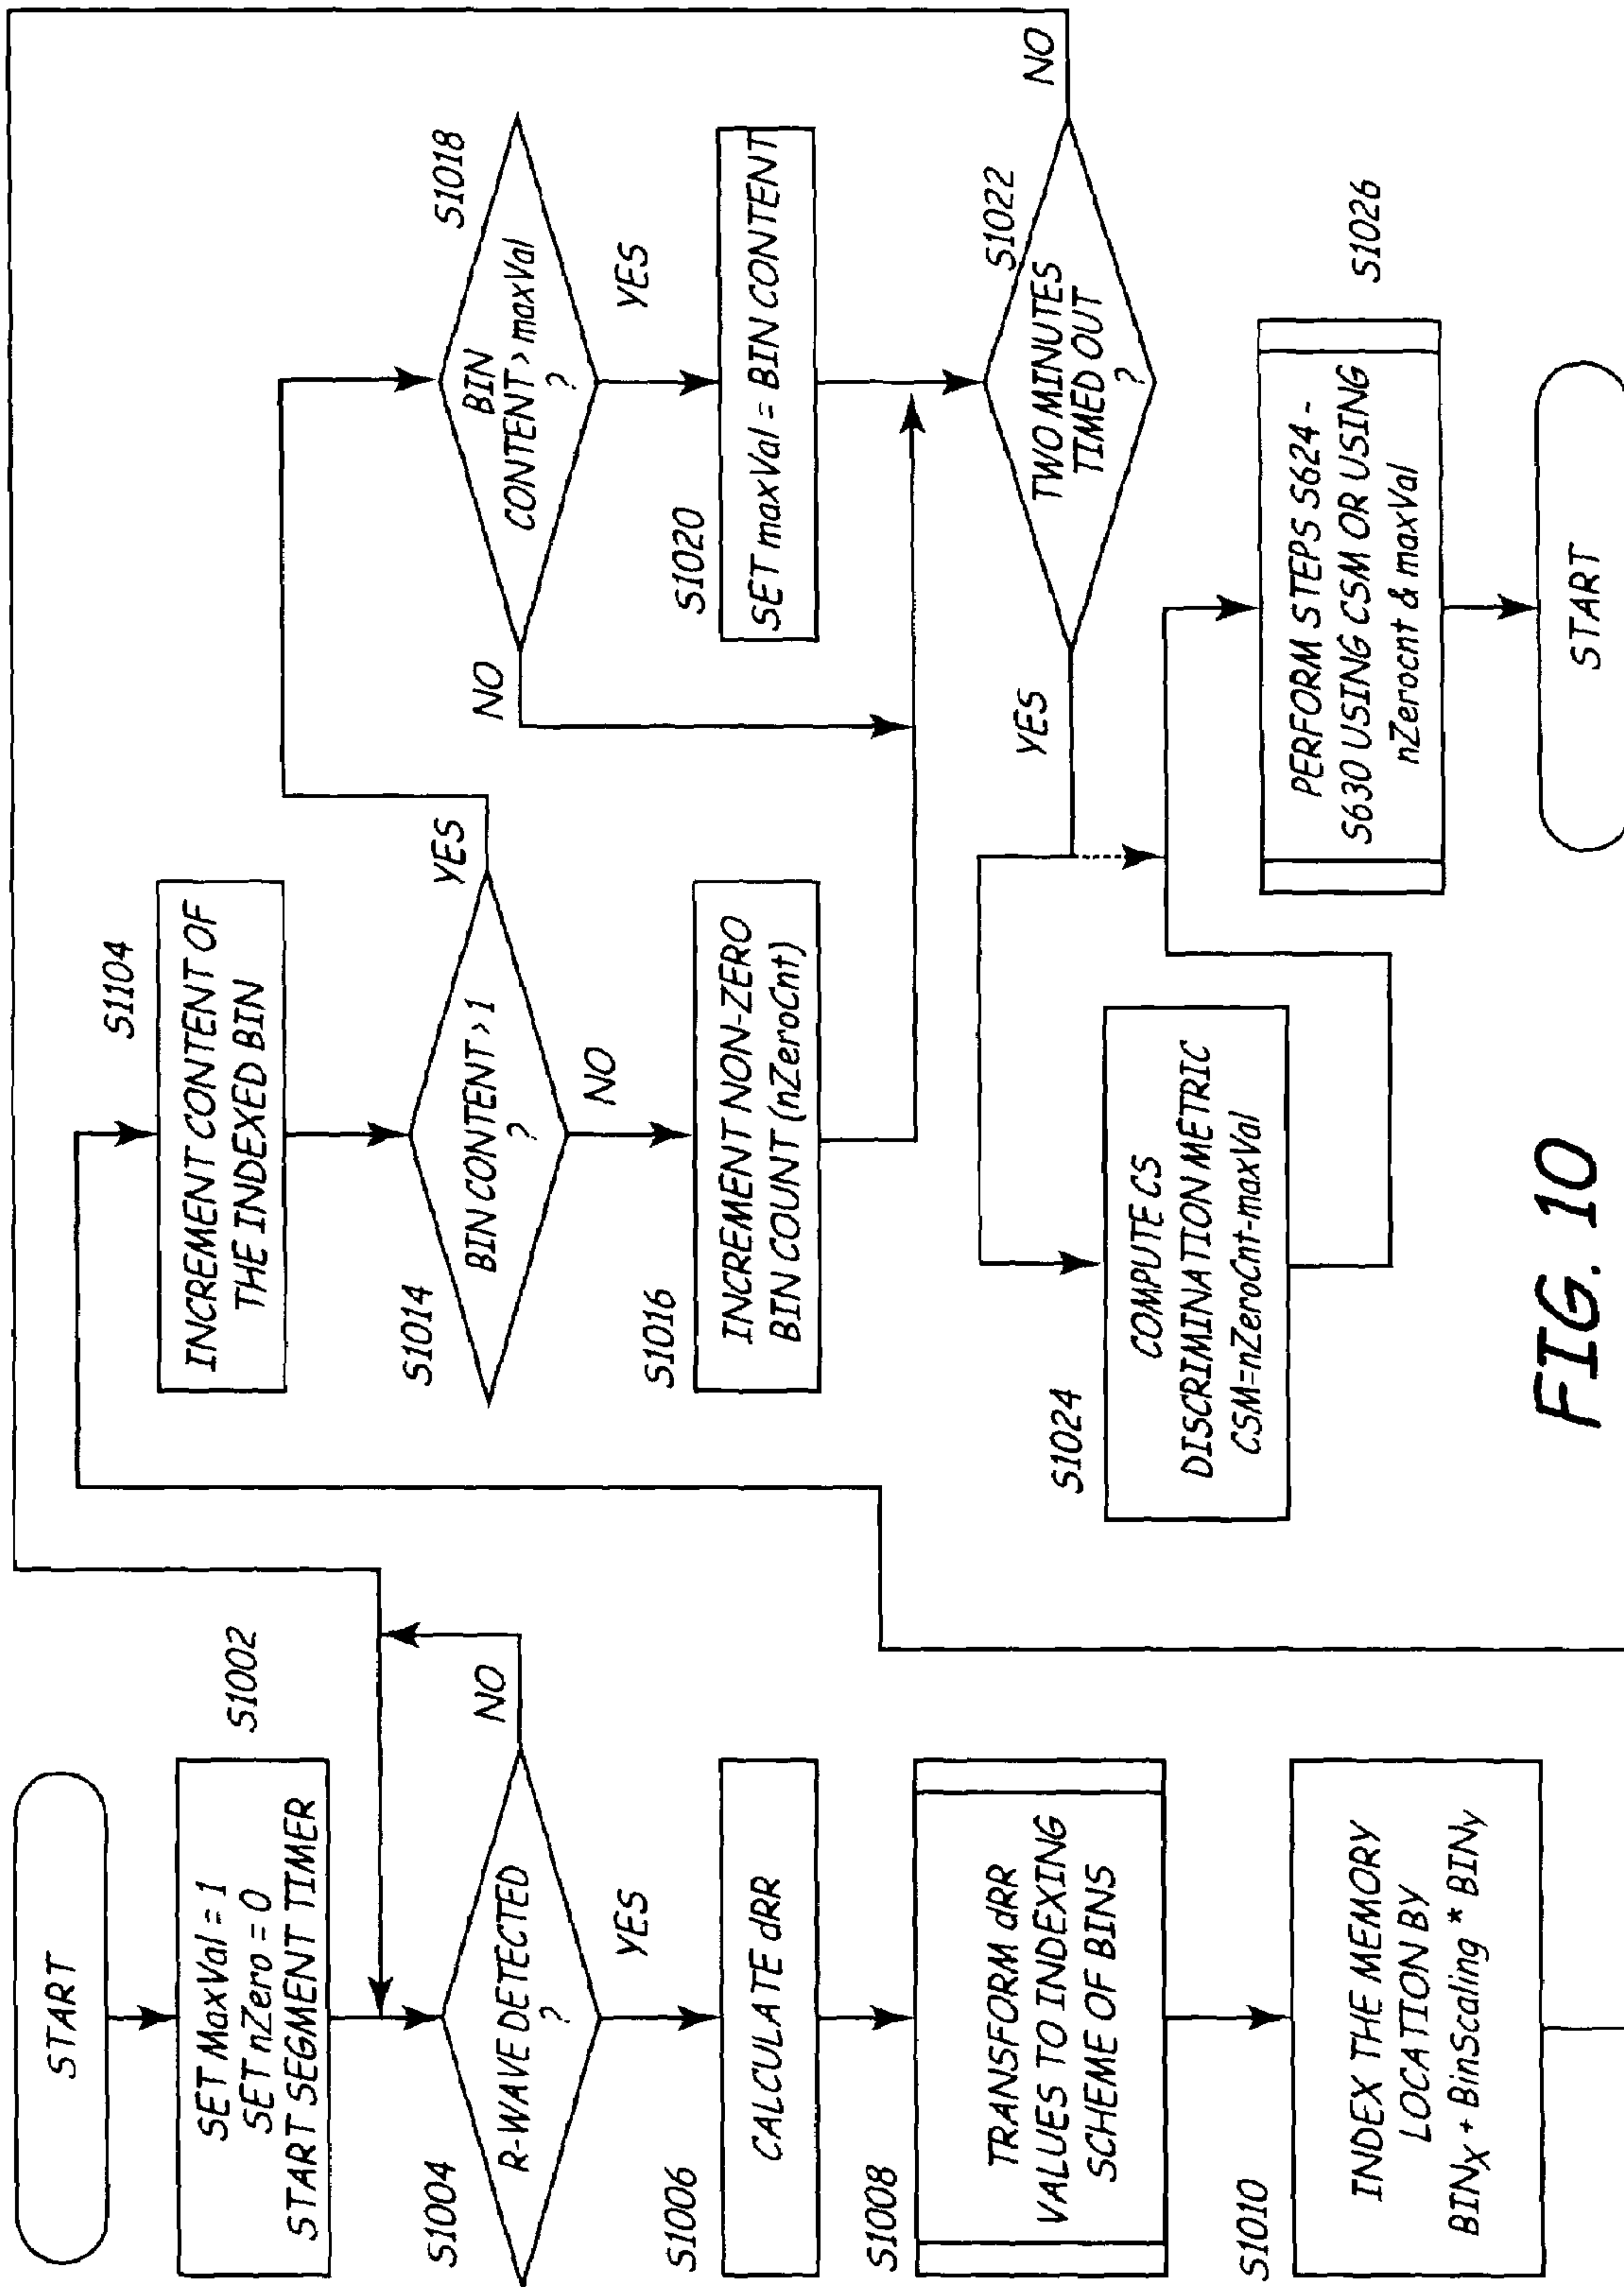 START
S1002
SET MaxVal = 1
SET nZero = 0
START SEGMENT TIMER
S1004
R-WAVE DETECTED
?
NO
YES
S1006
CALCULATE dRR
S1008
TRANSFORM dRR
VALUES TO INDEXING
SCHEME OF BINS
S1010
INDEX THE MEMORY
LOCATION BY
BINX + BinScaling * BINy
S1104
INCREMENT CONTENT OF
THE INDEXED BIN
S1014
BIN CONTENT > 1
?
YES
NO
S1016
INCREMENT NON-ZERO
BIN COUNT (nZeroCnt)
S1018
BIN
CONTENT > maxVal
?
NO
YES
S1020
SET maxVal = BIN CONTENT
S1022
TWO MINUTES
TIMED OUT
?
YES
NO
S1024
COMPUTE CS
DISCRIMINATION METRIC
CSM=nZeroCnt-maxVal
S1026
PERFORM STEPS S624 -
S630 USING CSM OR USING
nZerocnt & maxVal
START
FIG. 10